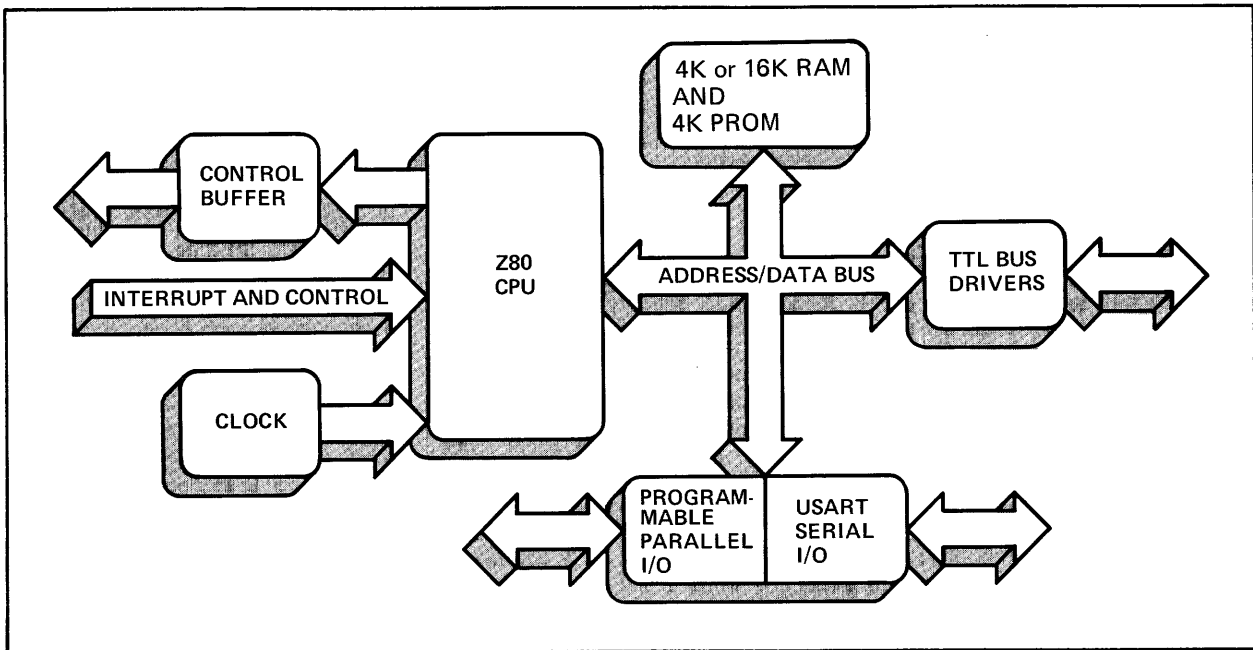 4K or 16K RAM
AND
4K PROM
CONTROL
BUFFER
Z80
CPU
ADDRESS/DATA BUS
TTL BUS
DRIVERS
INTERRUPT AND CONTROL
CLOCK
PROGRAM-
MABLE
PARALLEL
I/O
USART
SERIAL
I/O